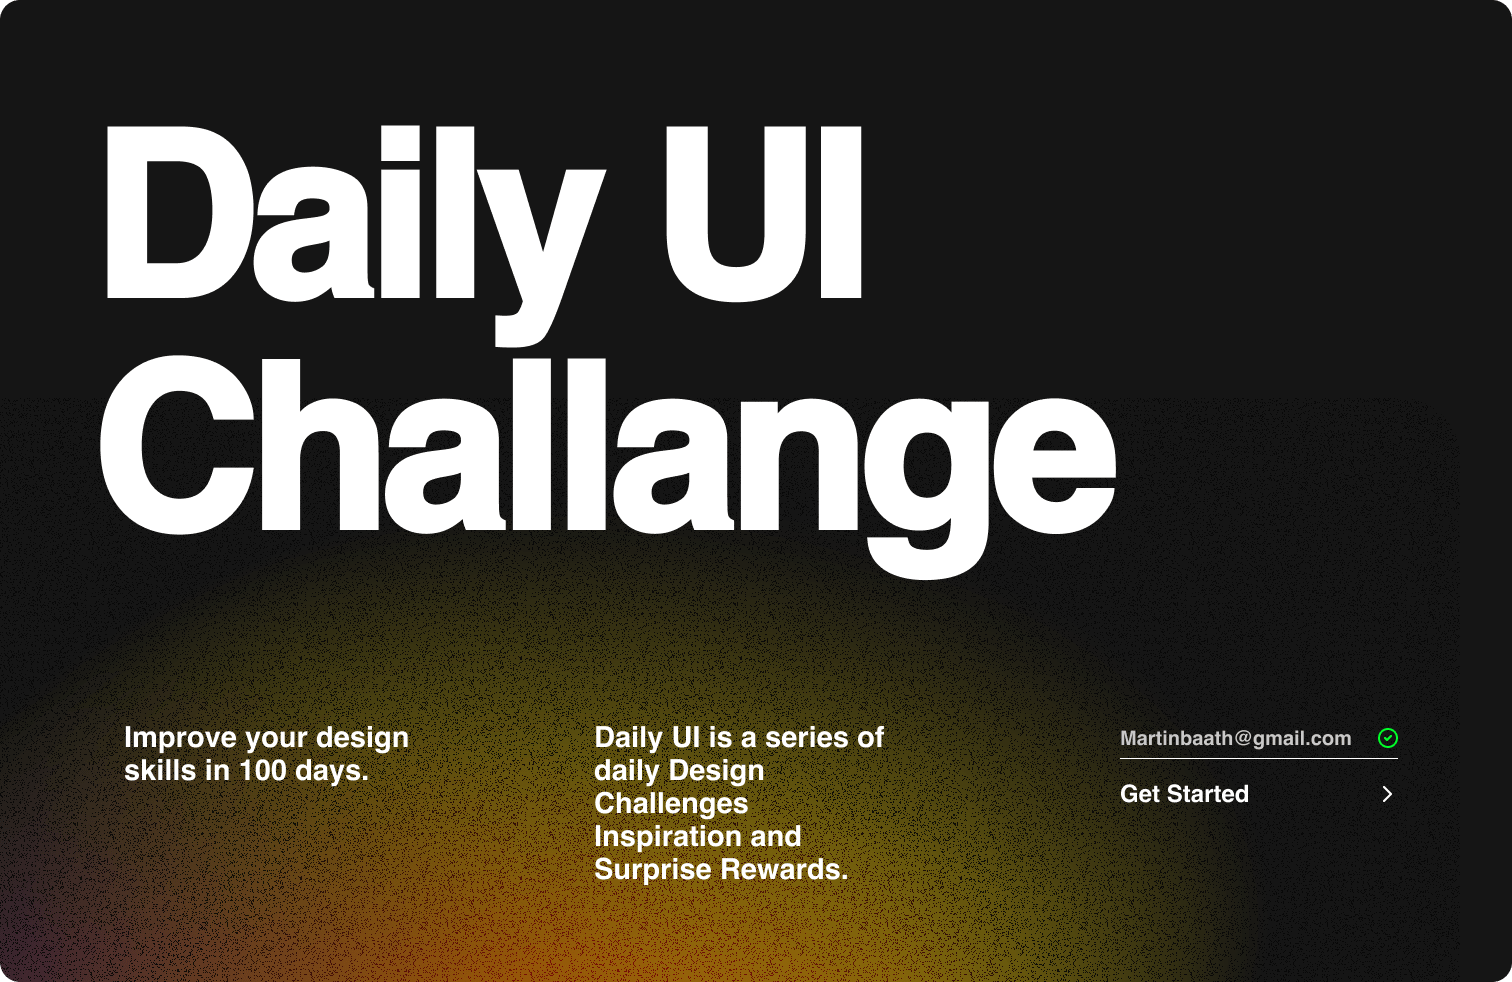 Daily UI
Challange
Improve your design
skills in 100 days.
Daily UI is a series of
daily Design
Challenges
Inspiration and
Surprise Rewards.
Martinbaath@gmail.com
Get Started